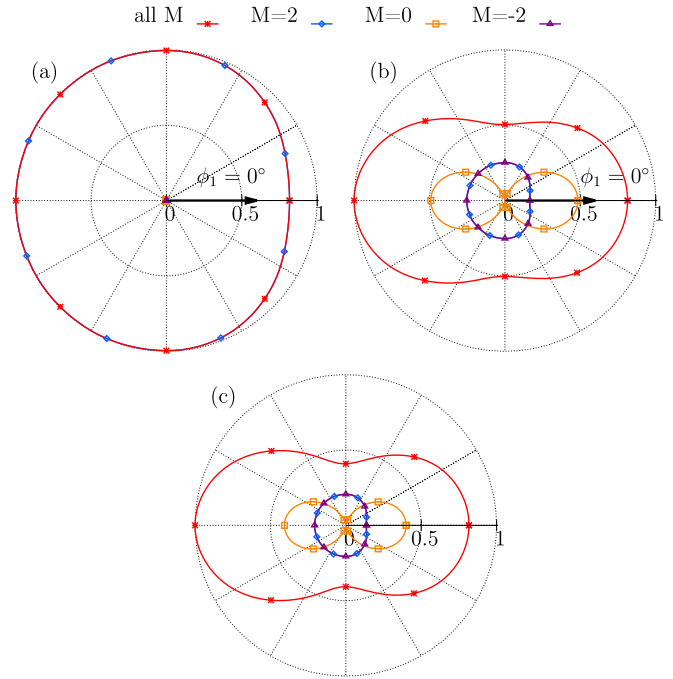 all M M=2 M=0 M=-2
(a) (b)
ϕ₁ = 0° ϕ₁ = 0°
0 0.5 1 0 0.5 1
(c)
0 0.5 1